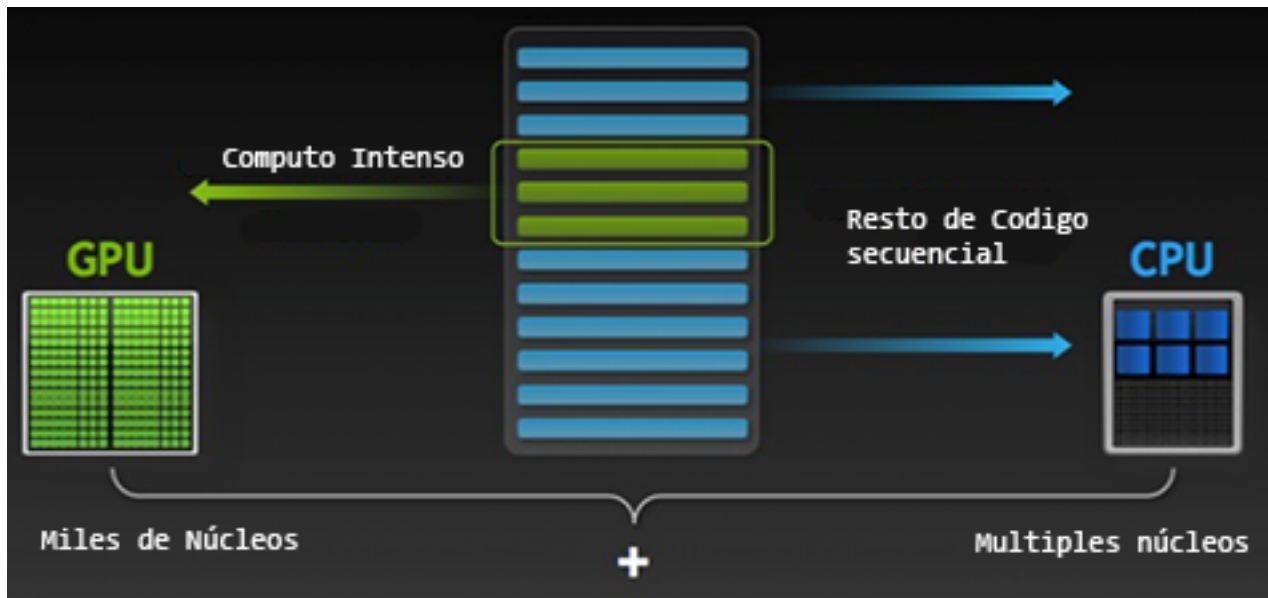 Computo Intenso
GPU
Resto de Codigo
secuencial
CPU
Miles de Núcleos
+
Multiples núcleos